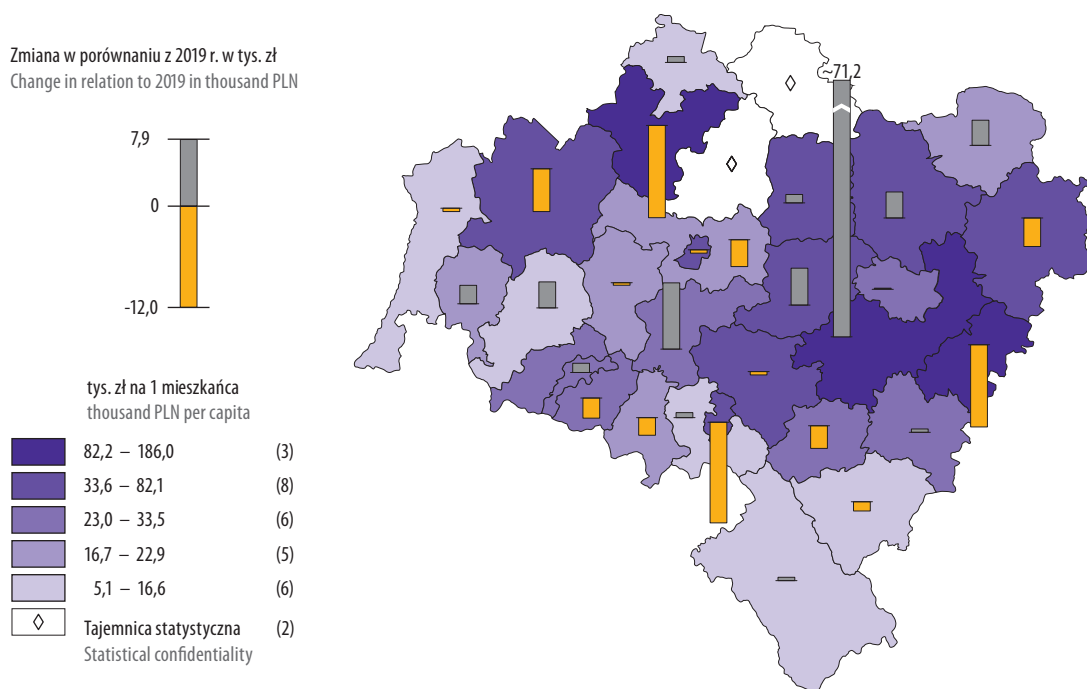 Zmiana w porównaniu z 2019 r. w tys. zł
Change in relation to 2019 in thousand PLN
7,9
0
-12,0
~71,2
tys. zł na 1 mieszkańca
thousand PLN per capita
82,2 – 186,0 (3)
33,6 – 82,1 (8)
23,0 – 33,5 (6)
16,7 – 22,9 (5)
5,1 – 16,6 (6)
Tajemnica statystyczna (2)
Statistical confidentiality